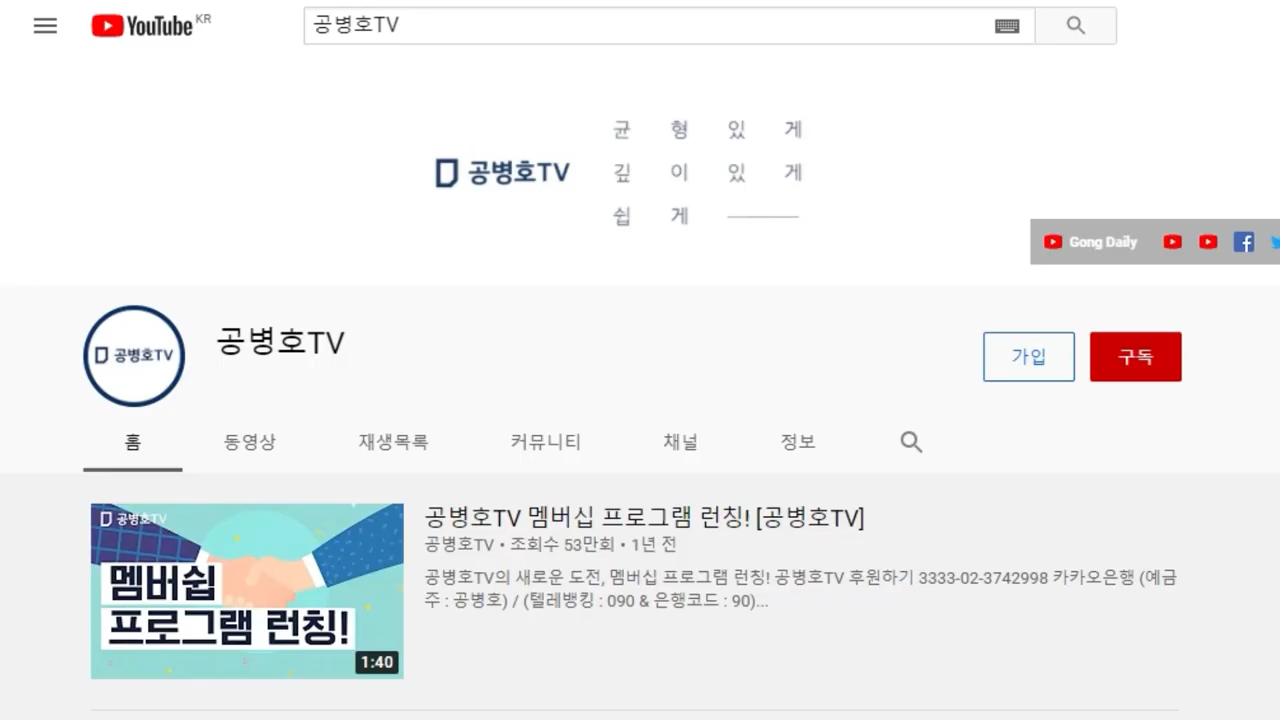 YouTube KR
공병호TV
균 형 있 게
공병호TV
깊 이 있 게
쉽 게
Gong Daily
공병호TV
공병호TV
가입
구독
홈
동영상
재생목록
커뮤니티
채널
정보
공병호TV
멤버쉽
프로그램 런칭!
1:40
공병호TV 멤버십 프로그램 런칭! [공병호TV]
공병호TV • 조회수 53만회 • 1년 전
공병호TV의 새로운 도전, 멤버십 프로그램 런칭! 공병호TV 후원하기 3333-02-3742998 카카오은행 (예금
주 : 공병호) / (텔레뱅킹 : 090 & 은행코드 : 90)...